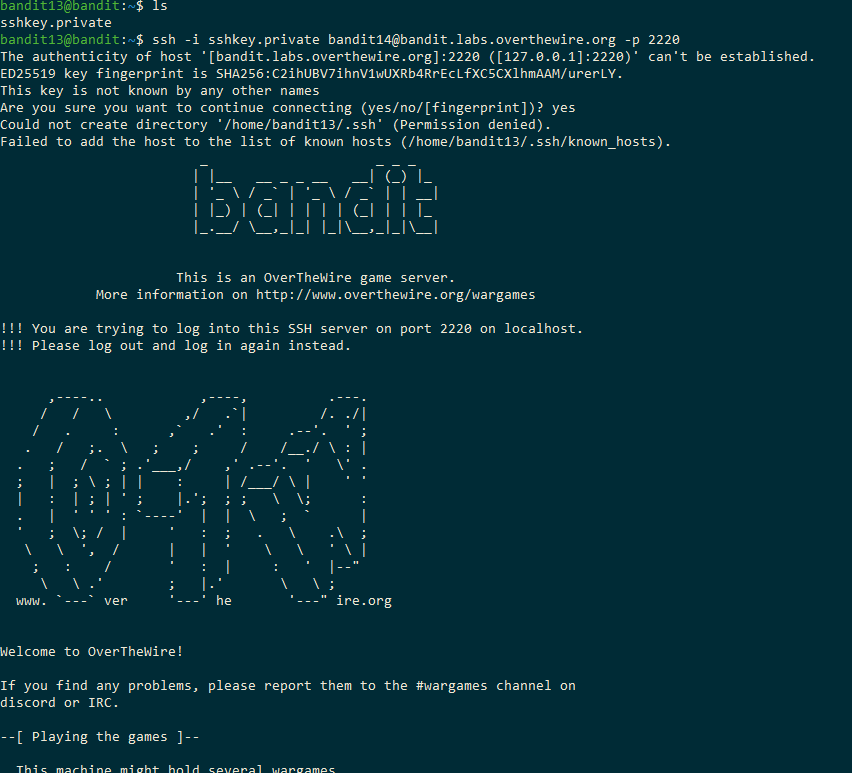 bandit13@bandit:~$ ls
sshkey.private
bandit13@bandit:~$ ssh -i sshkey.private bandit14@bandit.labs.overthewire.org -p 2220
The authenticity of host '[bandit.labs.overthewire.org]:2220 ([127.0.0.1]:2220)' can't be established.
ED25519 key fingerprint is SHA256:C2ihUBV7ihnV1wUXRb4RrEcLfXC5CXlhmAAM/urerLY.
This key is not known by any other names
Are you sure you want to continue connecting (yes/no/[fingerprint])? yes
Could not create directory '/home/bandit13/.ssh' (Permission denied).
Failed to add the host to the list of known hosts (/home/bandit13/.ssh/known_hosts).
bandit
This is an OverTheWire game server.
More information on http://www.overthewire.org/wargames
!!! You are trying to log into this SSH server on port 2220 on localhost.
!!! Please log out and log in again instead.
www. ver he ire.org
Welcome to OverTheWire!
If you find any problems, please report them to the #wargames channel on
discord or IRC.
--[ Playing the games ]--
This machine might hold several wargames.